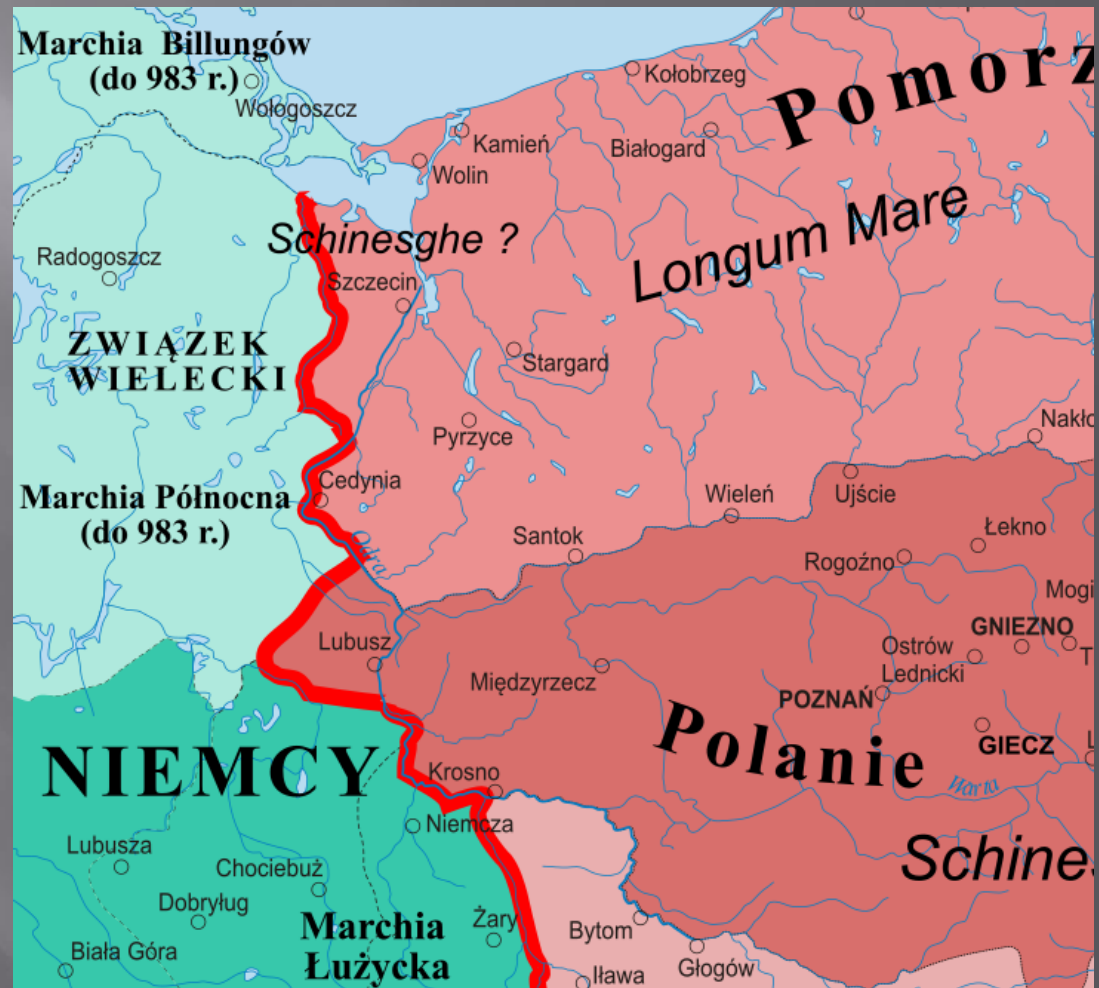 Marchia Billungów
(do 983 r.)
Wołogoszcz
Kołobrzeg
Pomorz
Kamień
Białogard
Wolin
Longum Mare
Schinesghe ?
Radogoszcz
Szczecin
ZWIĄZEK
WIELECKI
Stargard
Pyrzyce
Nakło
Cedynia
Marchia Północna
(do 983 r.)
Wieleń
Ujście
Odra
Santok
Łekno
Rogoźno
Mogi
GNIEZNO
Lubusz
Ostrów
Lednicki
T
Międzyrzecz
POZNAŃ
Polanie
GIECZ
NIEMCY
Krosno
Warta
Niemcza
Lubusza
Schines
Chociebuż
Dobryług
Marchia
Łużycka
Żary
Bytom
Biała Góra
Iława
Głogów